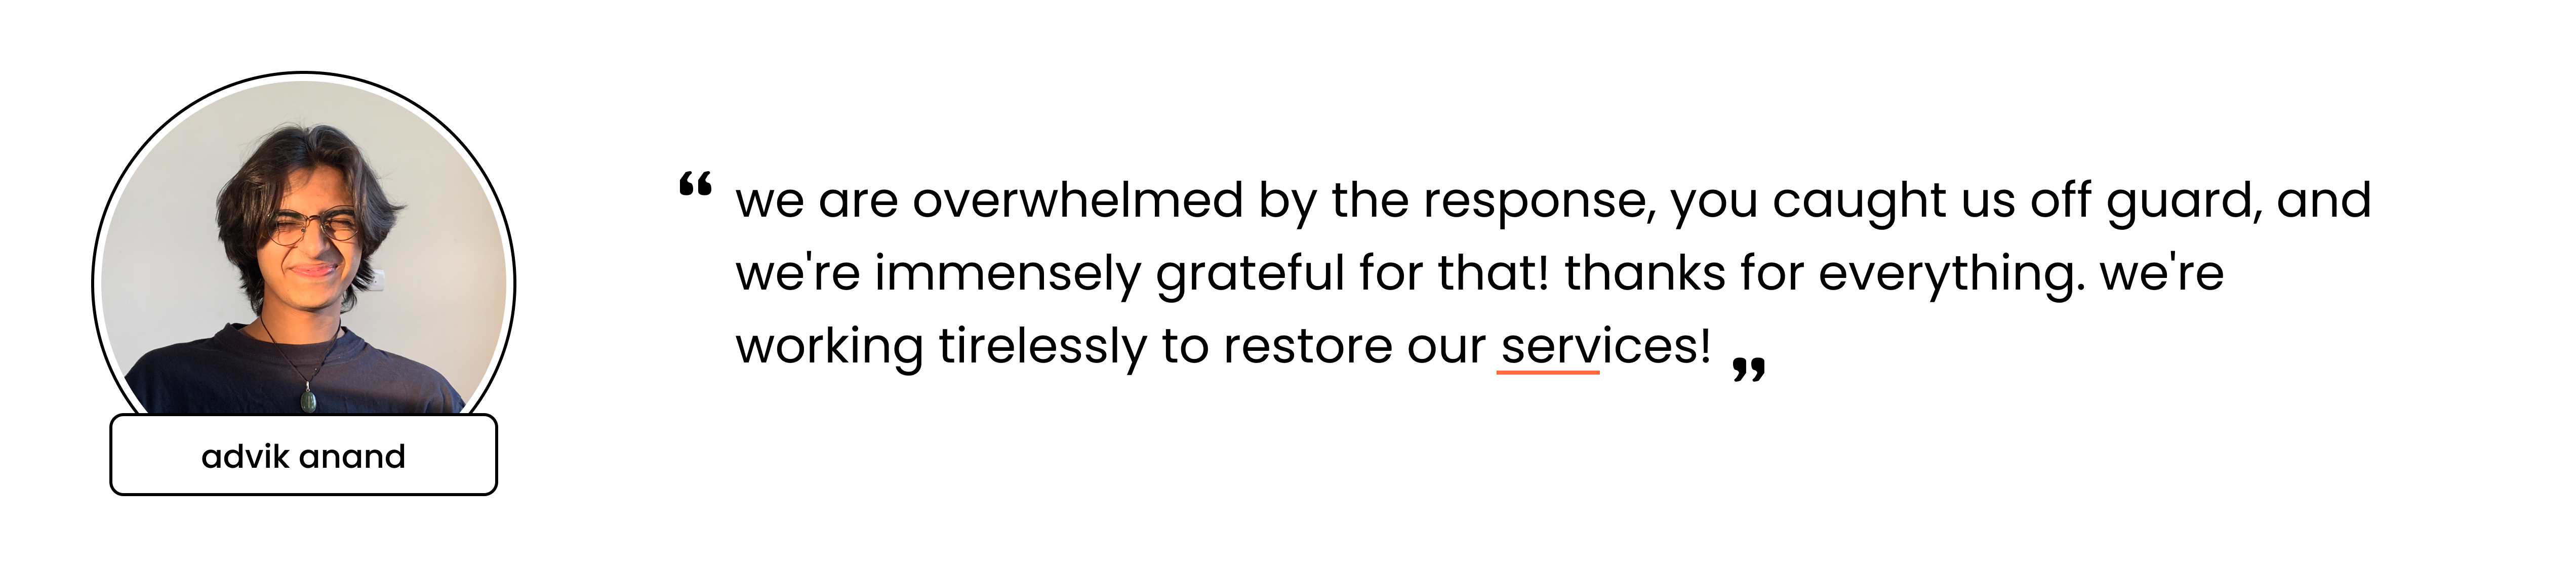 “ we are overwhelmed by the response, you caught us off guard, and
we're immensely grateful for that! thanks for everything. we're
working tirelessly to restore our services! ”
advik anand